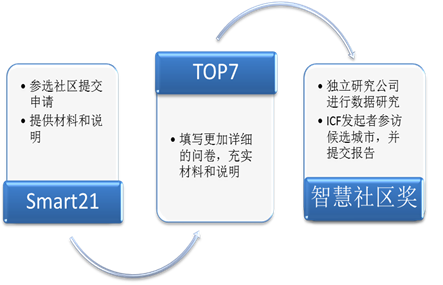 • 参选社区提交
申请
• 提供材料和说
明
Smart21
TOP7
• 填写更加详细
的问卷，充实
材料和说明
• 独立研究公司
进行数据研究
• ICF发起者参访
候选城市，并
提交报告
智慧社区奖